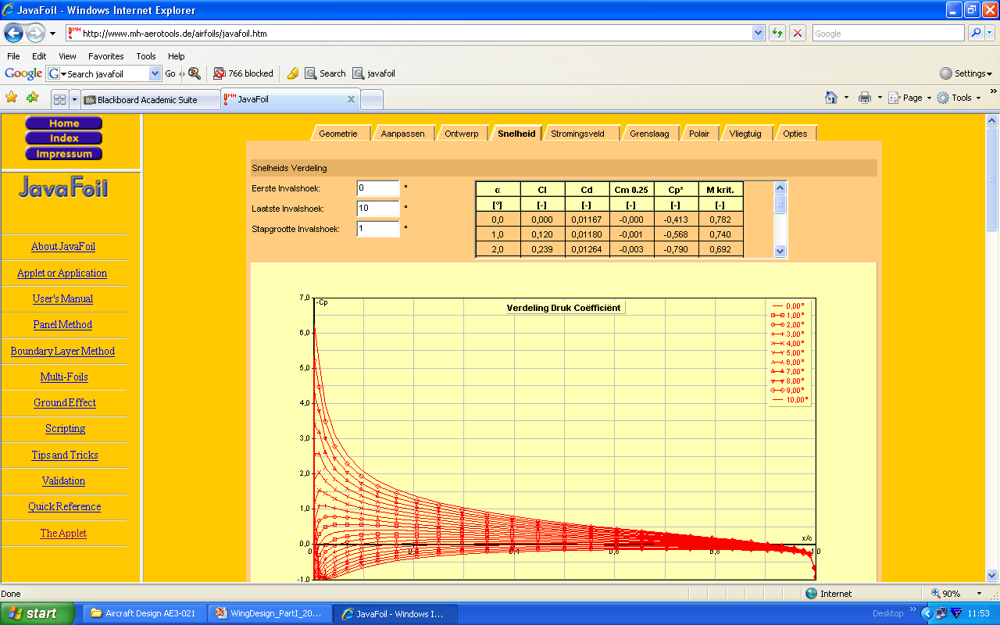 JavaFoil - Windows Internet Explorer
http://www.mh-aerotools.de/airfoils/javafoil.htm
Google
File Edit View Favorites Tools Help
Google G Search javafoil Go 766 blocked Search javafoil Settings
Blackboard Academic Suite JavaFoil Page Tools
Home
Index
Impressum
JavaFoil
About JavaFoil
Applet or Application
User's Manual
Panel Method
Boundary Layer Method
Multi-Foils
Ground Effect
Scripting
Tips and Tricks
Validation
Quick Reference
The Applet
Geometrie Aanpassen Ontwerp Snelheid Stromingsveld Grenslaag Polair Vliegtuig Opties
Snelheids Verdeling
Eerste Invalshoek: 0 °
Laatste Invalshoek: 10 °
Stapgrootte Invalshoek: 1 °
α Cl Cd Cm 0.25 Cp* M krit.
[°] [-] [-] [-] [-] [-]
0,0 0,000 0,01167 -0,000 -0,413 0,782
1,0 0,120 0,01180 -0,001 -0,568 0,740
2,0 0,239 0,01264 -0,003 -0,790 0,692
Verdeling Druk Coëfficiënt
-Cp
7,0
6,0
5,0
4,0
3,0
2,0
1,0
0,0
-1,0
0,00°
1,00°
2,00°
3,00°
4,00°
5,00°
6,00°
7,00°
8,00°
9,00°
10,00°
x/c
0 0,6 0,8 1,0
Done Internet 90%
start Aircraft Design AE3-021 WingDesign_PartI_20... JavaFoil - Windows I... Desktop 11:53